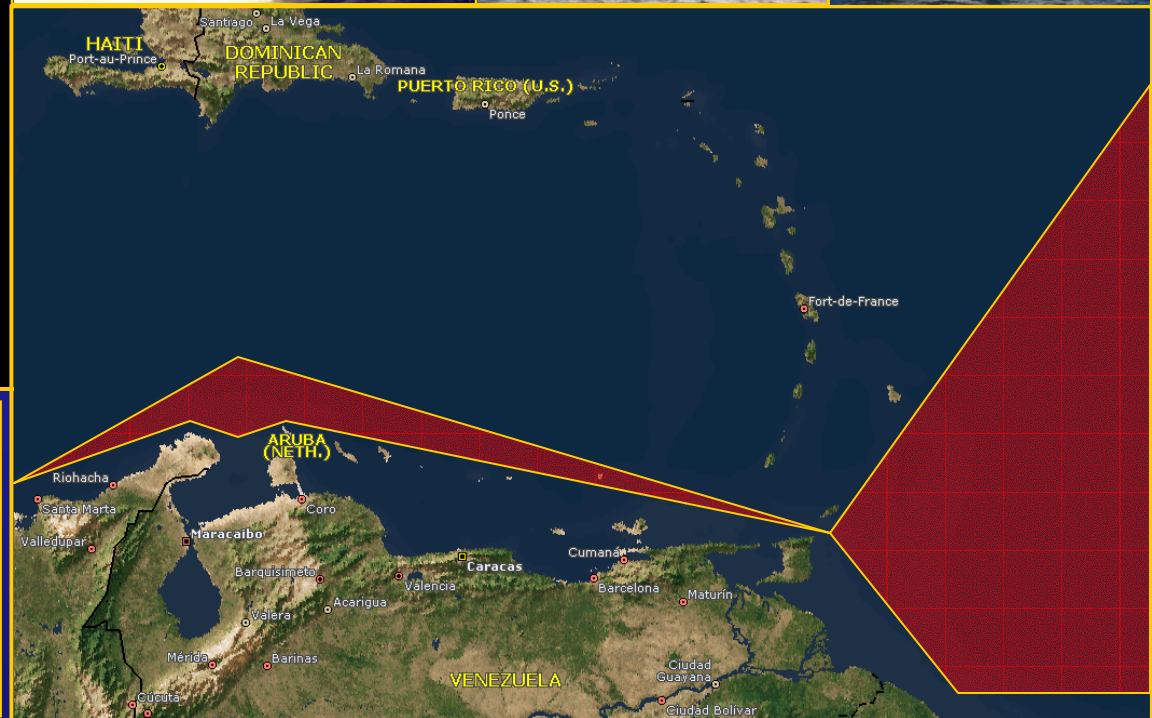 Santiago
La Vega
HAITI
Port-au-Prince
DOMINICAN
REPUBLIC
La Romana
PUERTO RICO (U.S.)
Ponce
Fort-de-France
ARUBA
(NETH.)
Riohacha
Santa Marta
Coro
Valledupar
Maracaibo
Caracas
Cumaná
Barquisimeto
Valencia
Barcelona
Acarigua
Maturín
Valera
Mérida
Barinas
VENEZUELA
Ciudad
Guayana
Cúcuta
Ciudad Bolívar